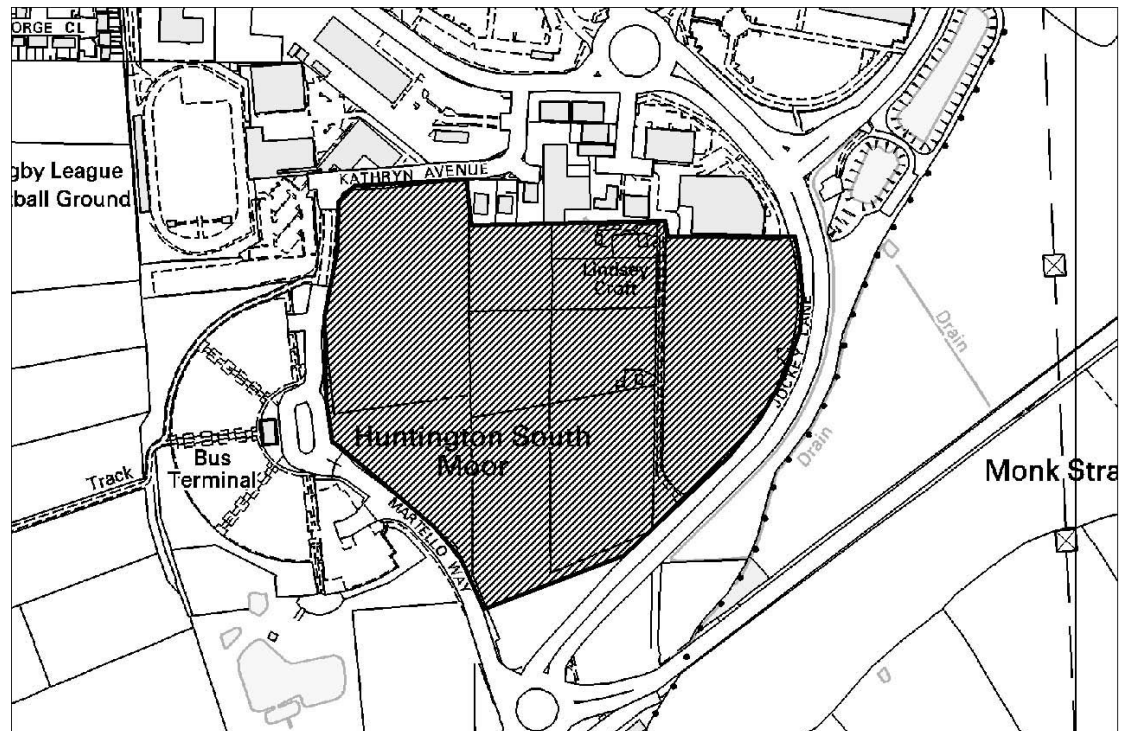 ORGE CL
gby League
tball Ground
KATHRYN AVENUE
Lindsey
Croft
JOCKEY LANE
Drain
Drain
Huntington South
Moor
Bus
Terminal
Track
MARTELLO WAY
Monk Stra